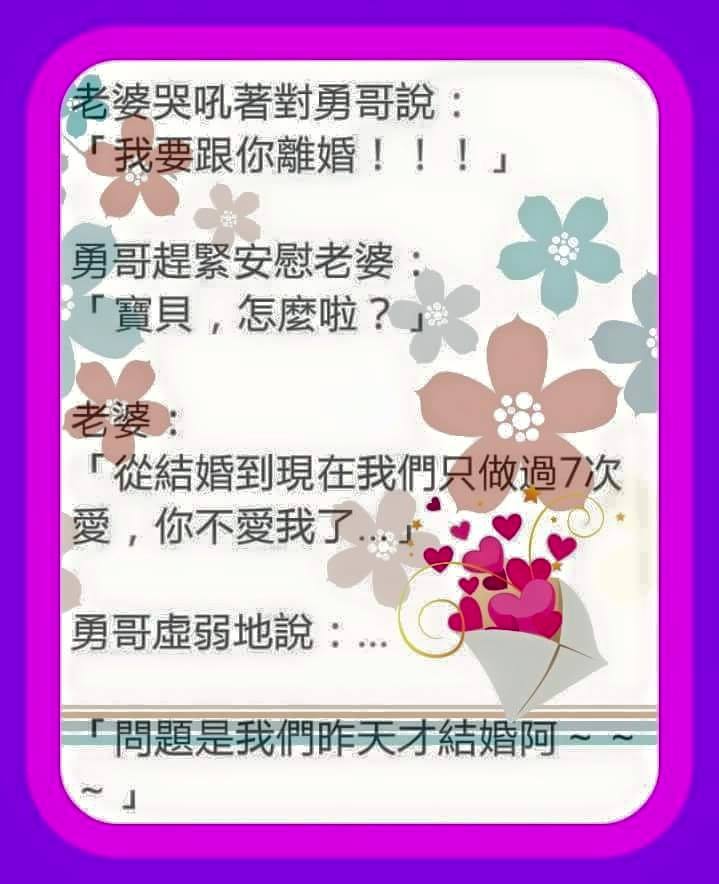 老婆哭吼著對勇哥說：
「我要跟你離婚！！！」
勇哥趕緊安慰老婆：
「寶貝，怎麼啦？」
老婆：
「從結婚到現在我們只做過7次
愛，你不愛我了...」
勇哥虛弱地說：...
「問題是我們昨天才結婚阿～～
～」